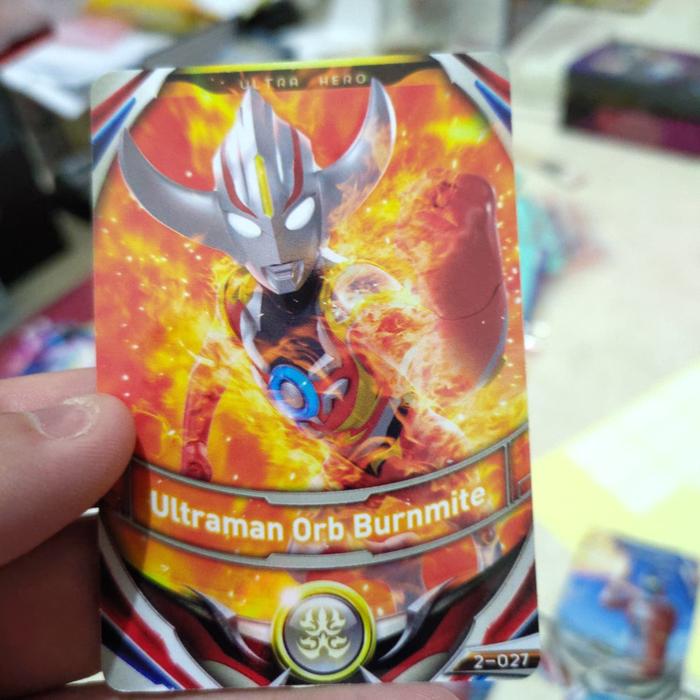 ULTRA HERO
Ultraman Orb Burnmite
2-027